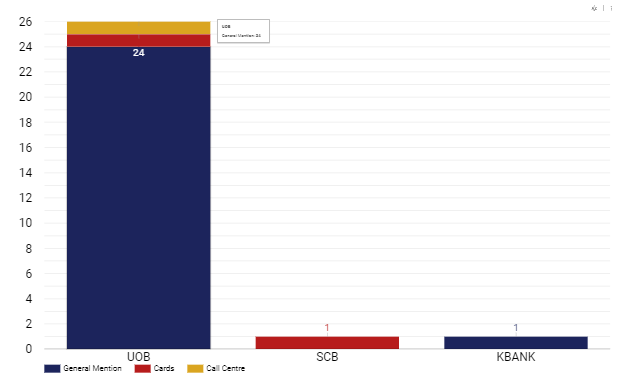 UOB
General Mention: 24
26
24
22
20
18
16
14
12
10
8
6
4
2
0
24
1
1
UOB
SCB
KBANK
General Mention
Cards
Call Centre